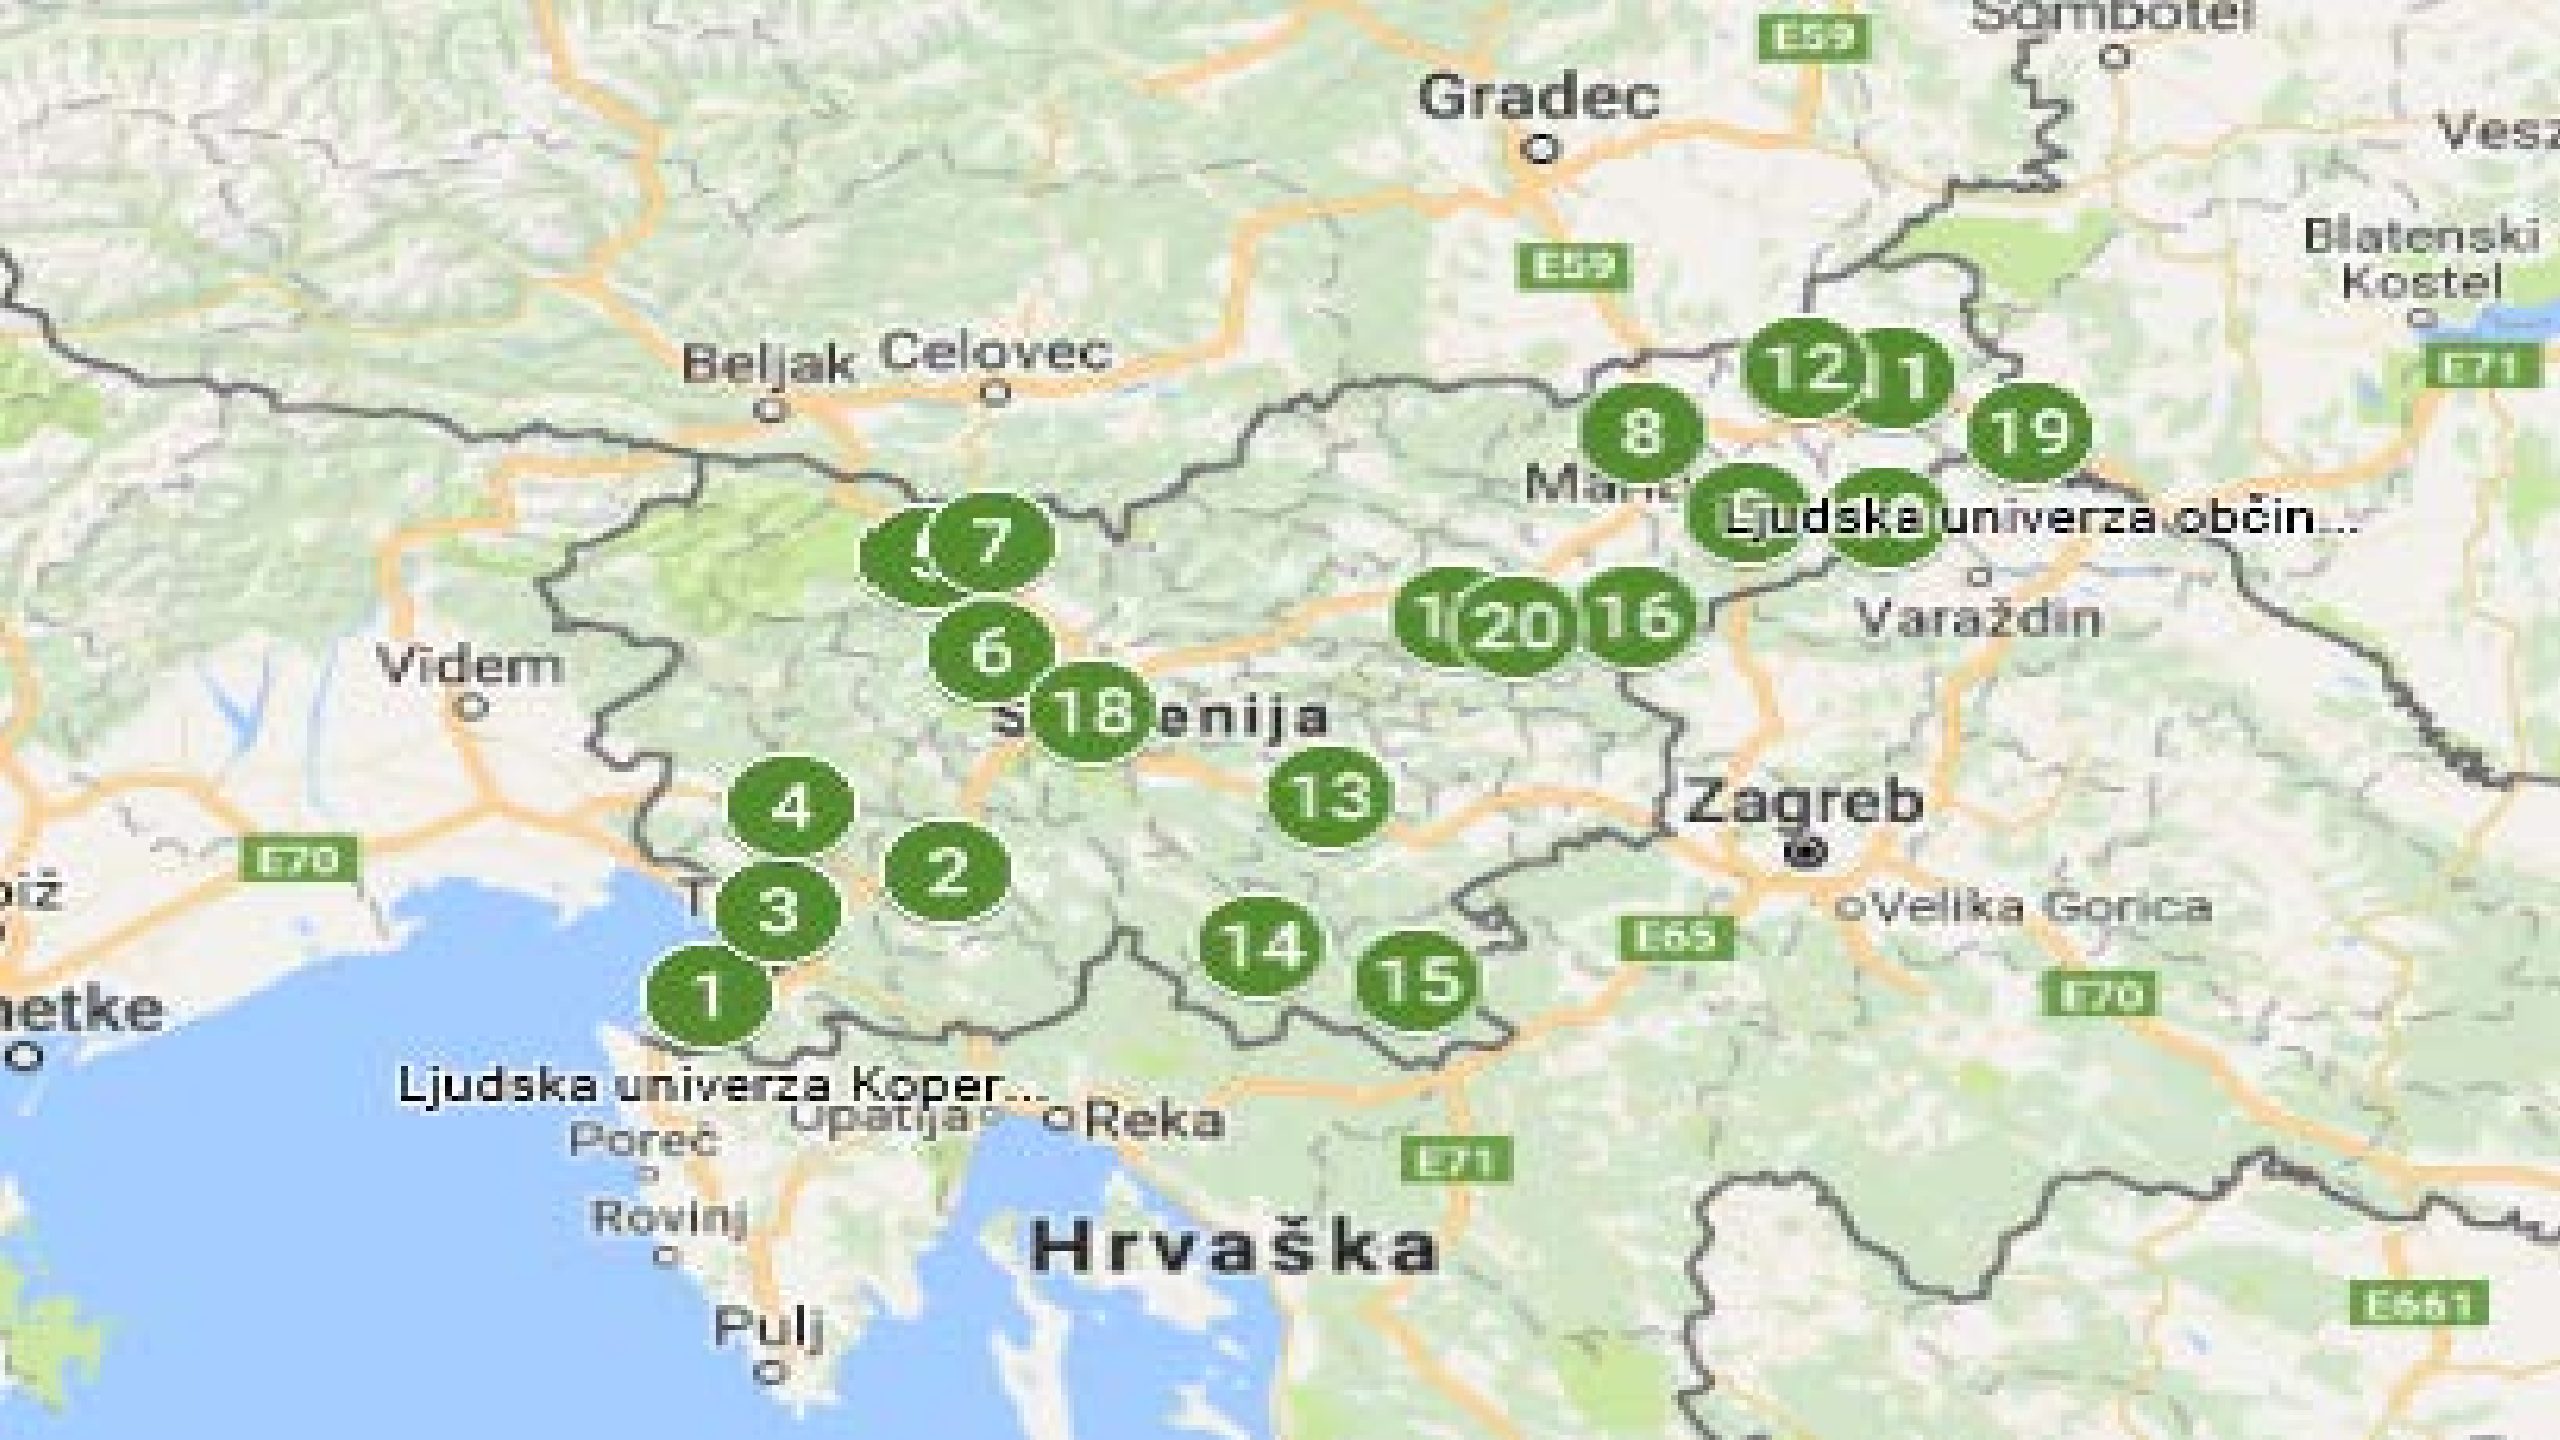 Sombotel
E59
Gradec
Vesz
Blatenski
Kostel
E59
E71
Beljak
Celovec
12
8
19
7
Ljudska univerza občin...
6
20
16
Varaždin
Videm
18
4
13
Zagreb
2
E70
3
Velika Gorica
14
E65
15
1
E70
Ljudska univerza Koper...
Opatija
Reka
Poreč
E71
Rovinj
Hrvaška
Pulj
E661